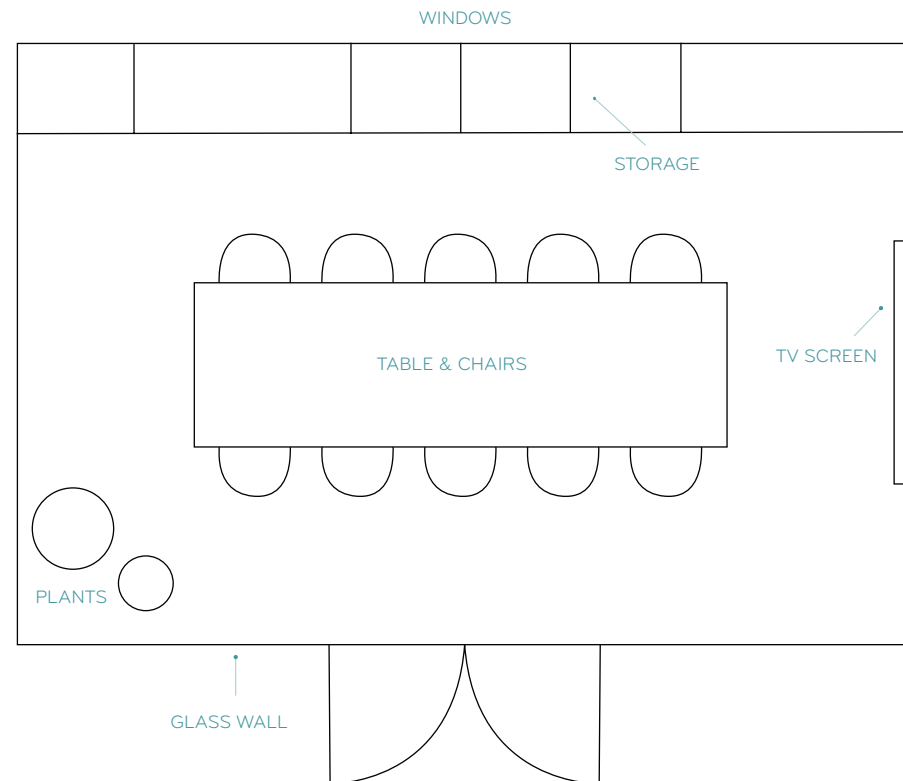 WINDOWS
STORAGE
TV SCREEN
TABLE & CHAIRS
PLANTS
GLASS WALL